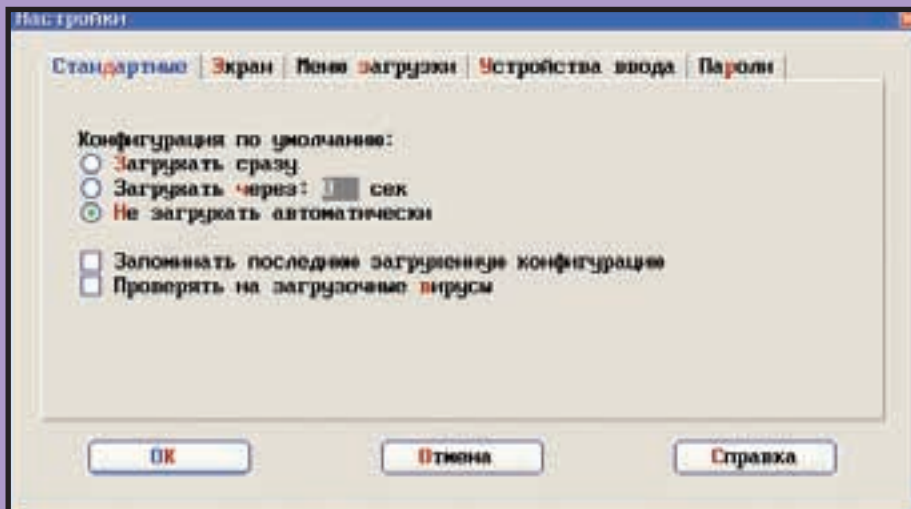 Настройки
Стандартные | Экран | Меню загрузки | Устройства ввода | Пароли |
Конфигурация по умолчанию:
Загружать сразу
Загружать через: сек
Не загружать автоматически
Запоминать последнюю загруженную конфигурацию
Проверять на загрузочные вирусы
OK
Отмена
Справка